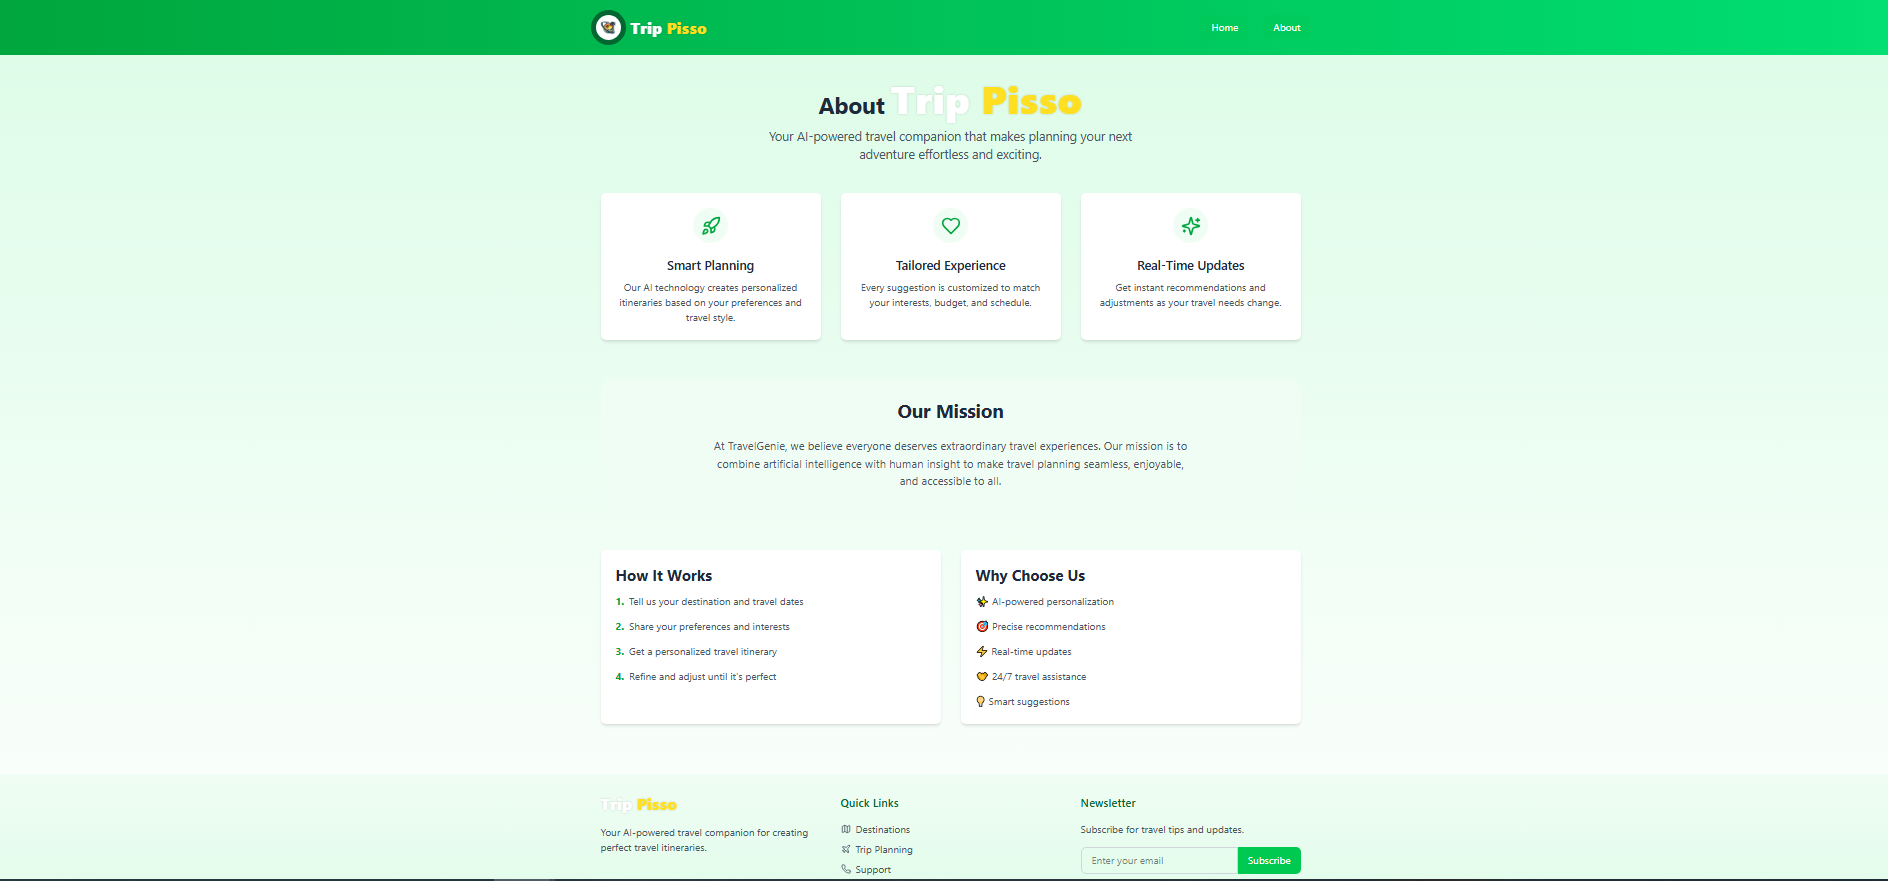 Trip Pisso
Home
About
About Trip Pisso
Your AI-powered travel companion that makes planning your next
adventure effortless and exciting.
Smart Planning
Our AI technology creates personalized
itineraries based on your preferences and
travel style.
Tailored Experience
Every suggestion is customized to match
your interests, budget, and schedule.
Real-Time Updates
Get instant recommendations and
adjustments as your travel needs change.
Our Mission
At TravelGenie, we believe everyone deserves extraordinary travel experiences. Our mission is to
combine artificial intelligence with human insight to make travel planning seamless, enjoyable,
and accessible to all.
How It Works
1. Tell us your destination and travel dates
2. Share your preferences and interests
3. Get a personalized travel itinerary
4. Refine and adjust until it's perfect
Why Choose Us
AI-powered personalization
Precise recommendations
Real-time updates
24/7 travel assistance
Smart suggestions
Trip Pisso
Your AI-powered travel companion for creating
perfect travel itineraries.
Quick Links
Destinations
Trip Planning
Support
Newsletter
Subscribe for travel tips and updates.
Enter your email
Subscribe